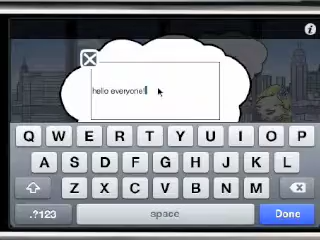 i
hello everyone!
Q W E R T Y U I O P
A S D F G H J K L
Z X C V B N M
.?123 space Done